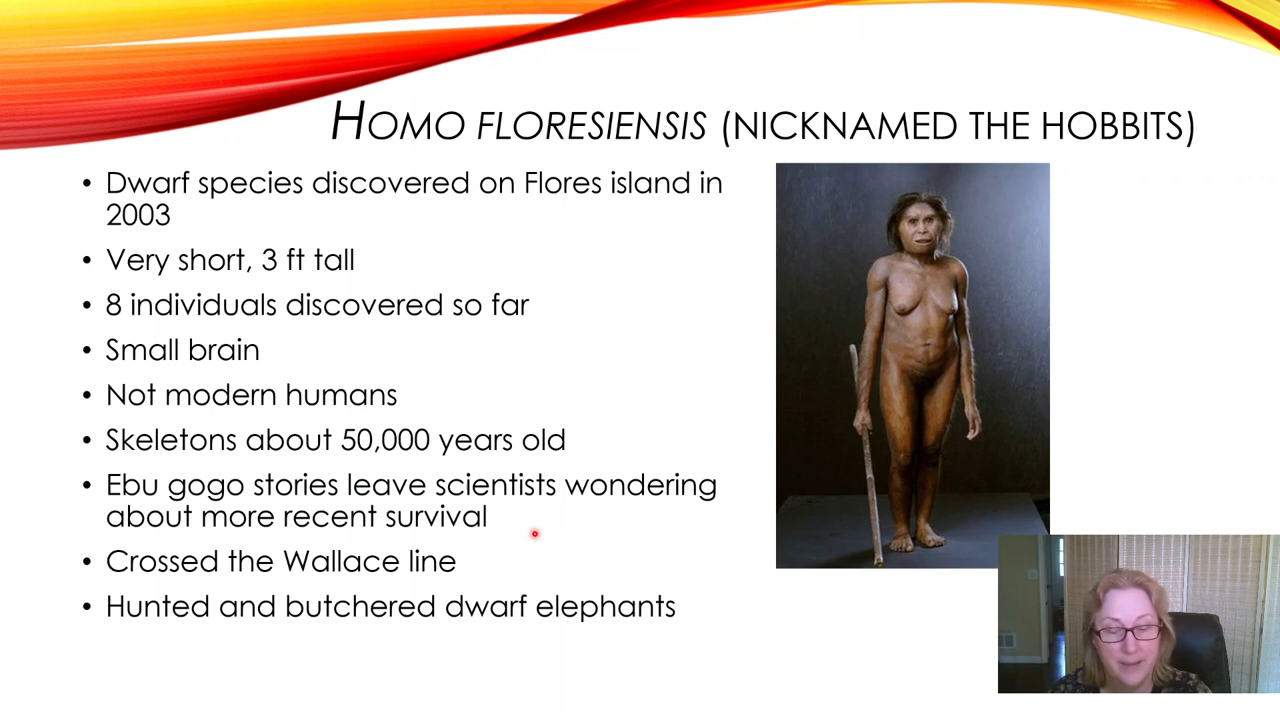 HOMO FLORESIENSIS (NICKNAMED THE HOBBITS)
• Dwarf species discovered on Flores island in
2003
• Very short, 3 ft tall
• 8 individuals discovered so far
• Small brain
• Not modern humans
• Skeletons about 50,000 years old
• Ebu gogo stories leave scientists wondering
about more recent survival
• Crossed the Wallace line
• Hunted and butchered dwarf elephants